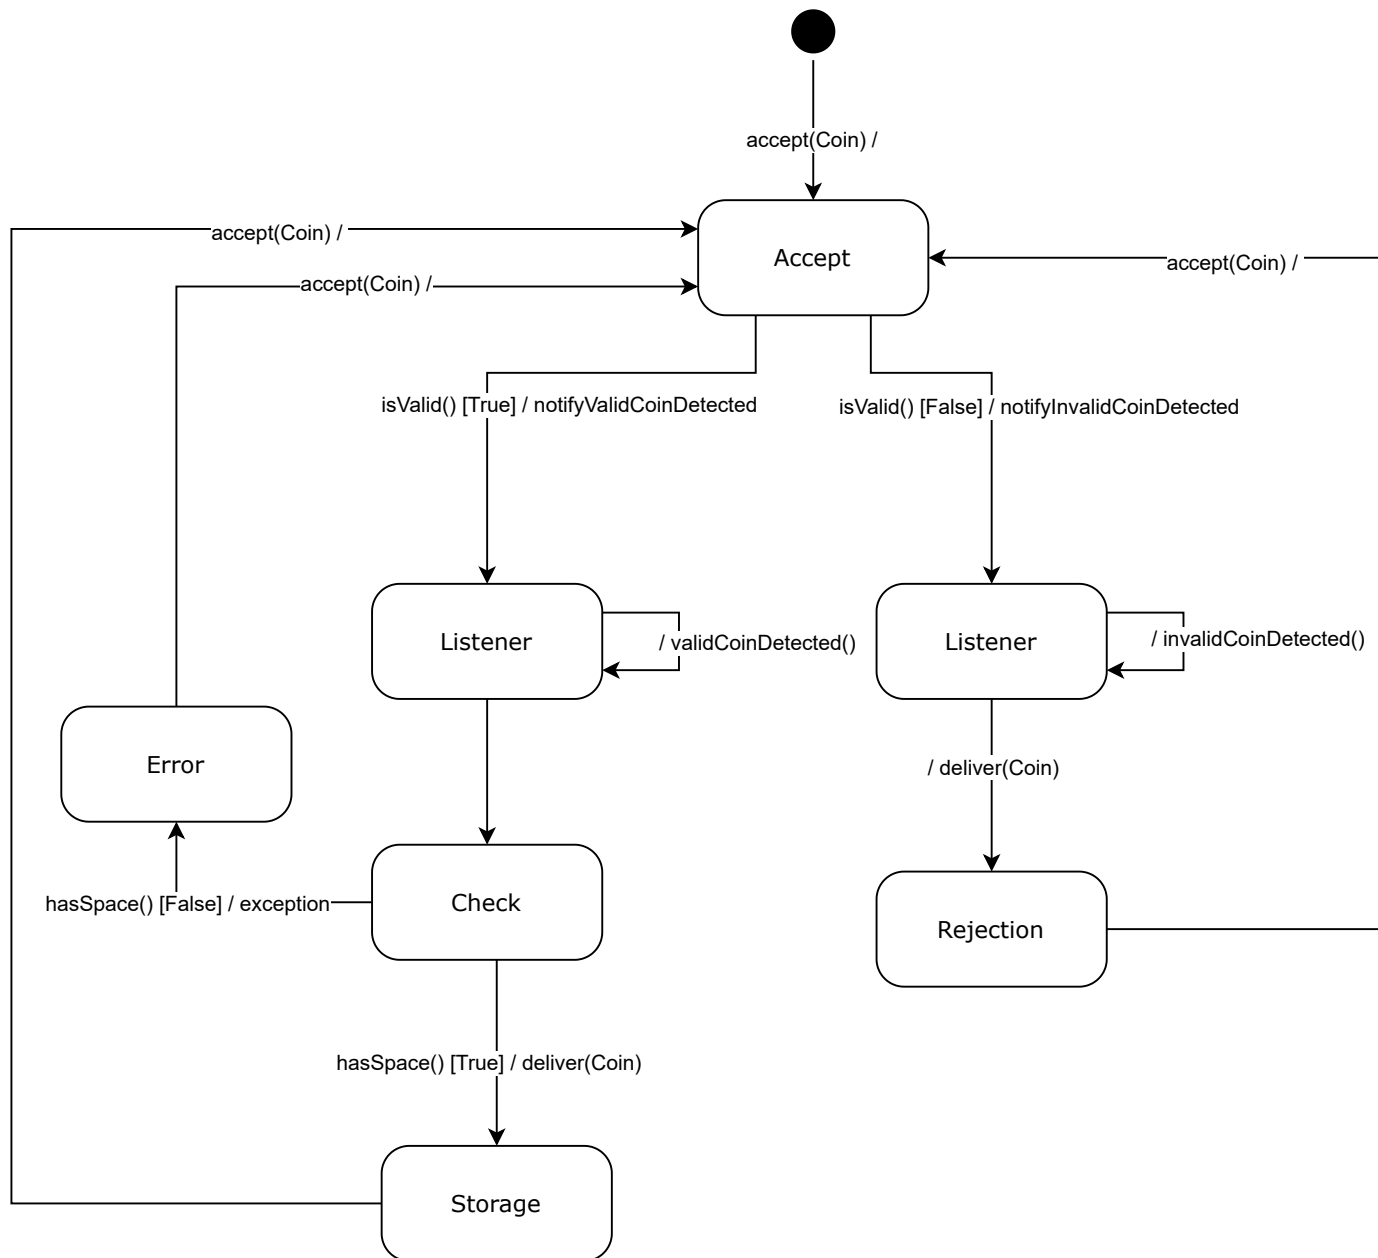 accept(Coin) /
accept(Coin) /
Accept
accept(Coin) /
accept(Coin) /
isValid() [True] / notifyValidCoinDetected
isValid() [False] / notifyInvalidCoinDetected
Listener
/ validCoinDetected()
Listener
/ invalidCoinDetected()
Error
/ deliver(Coin)
hasSpace() [False] / exception
Check
Rejection
hasSpace() [True] / deliver(Coin)
Storage